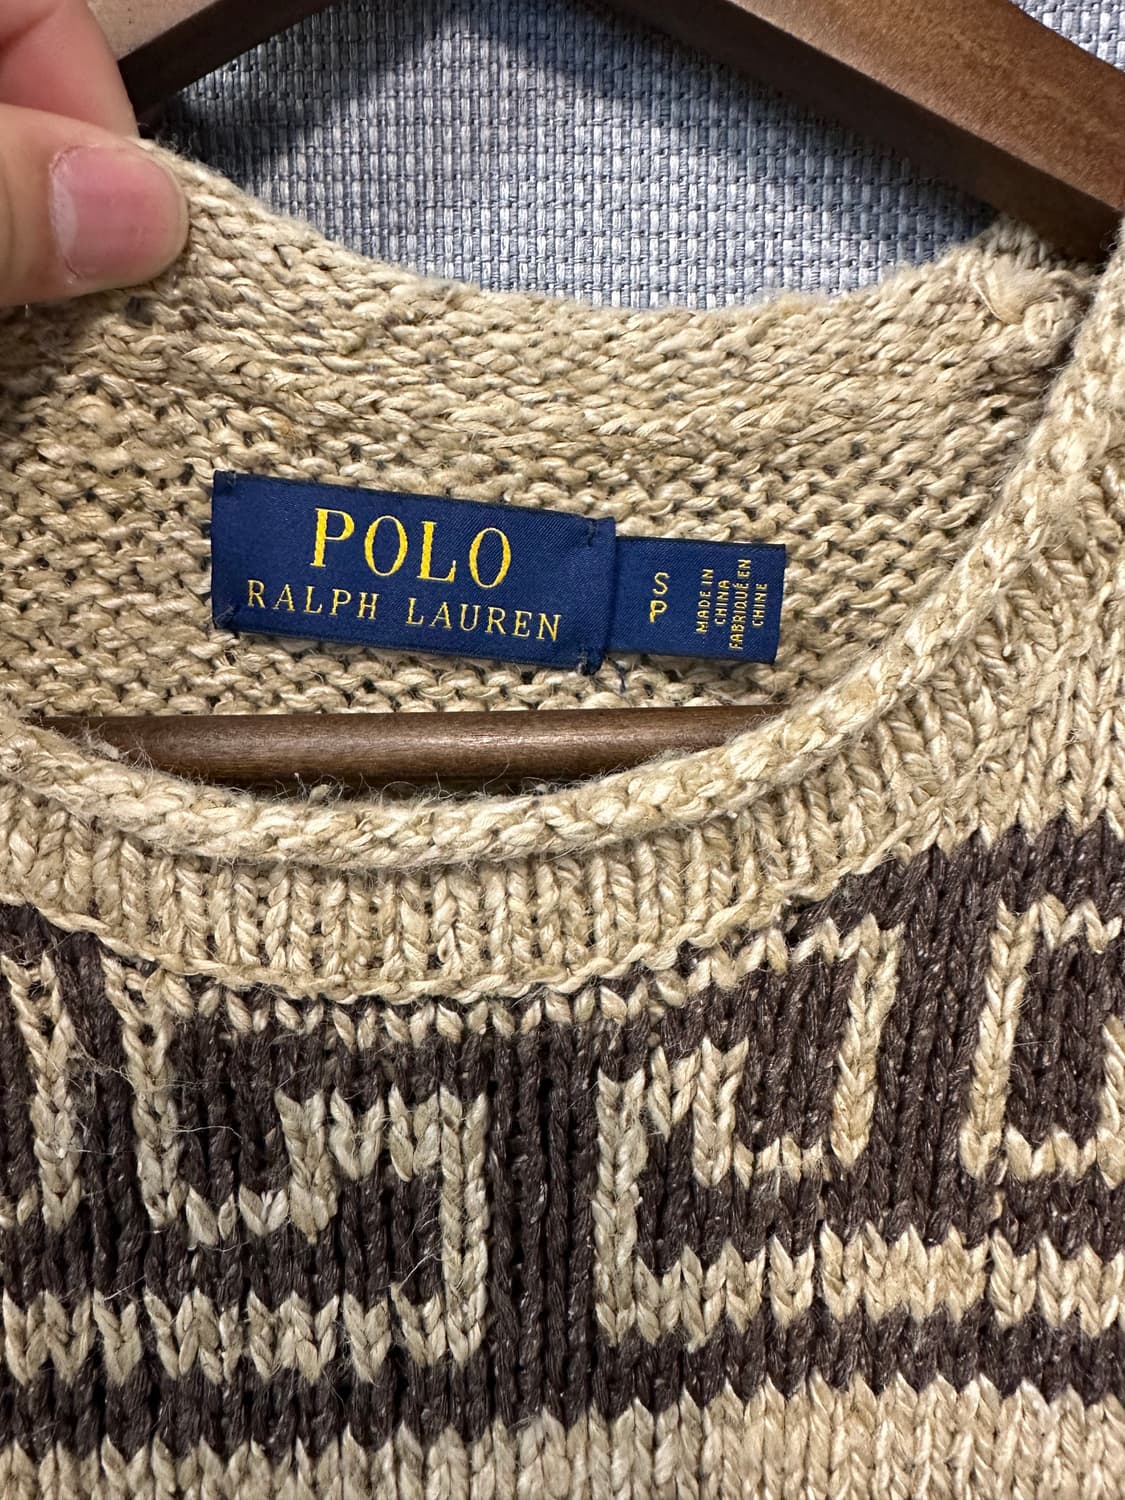 POLO
RALPH LAUREN
S
P
MADE IN
CHINA
FABRIQUÉ EN
CHINE